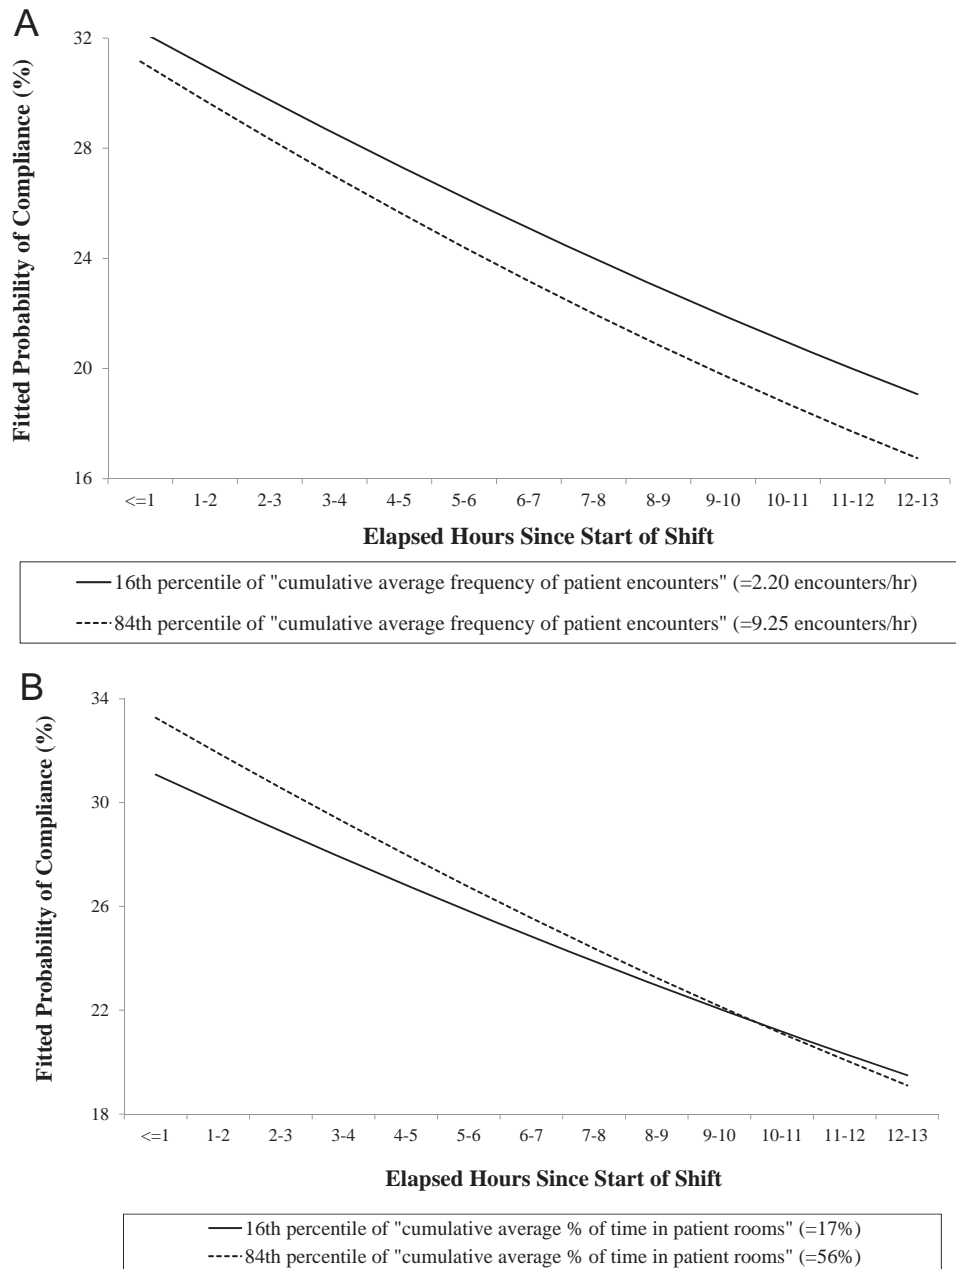 A
Fitted Probability of Compliance (%)
32
28
24
20
16
<=1 1-2 2-3 3-4 4-5 5-6 6-7 7-8 8-9 9-10 10-11 11-12 12-13
Elapsed Hours Since Start of Shift
16th percentile of "cumulative average frequency of patient encounters" (=2.20 encounters/hr)
84th percentile of "cumulative average frequency of patient encounters" (=9.25 encounters/hr)
B
Fitted Probability of Compliance (%)
34
30
26
22
18
<=1 1-2 2-3 3-4 4-5 5-6 6-7 7-8 8-9 9-10 10-11 11-12 12-13
Elapsed Hours Since Start of Shift
16th percentile of "cumulative average % of time in patient rooms" (=17%)
84th percentile of "cumulative average % of time in patient rooms" (=56%)